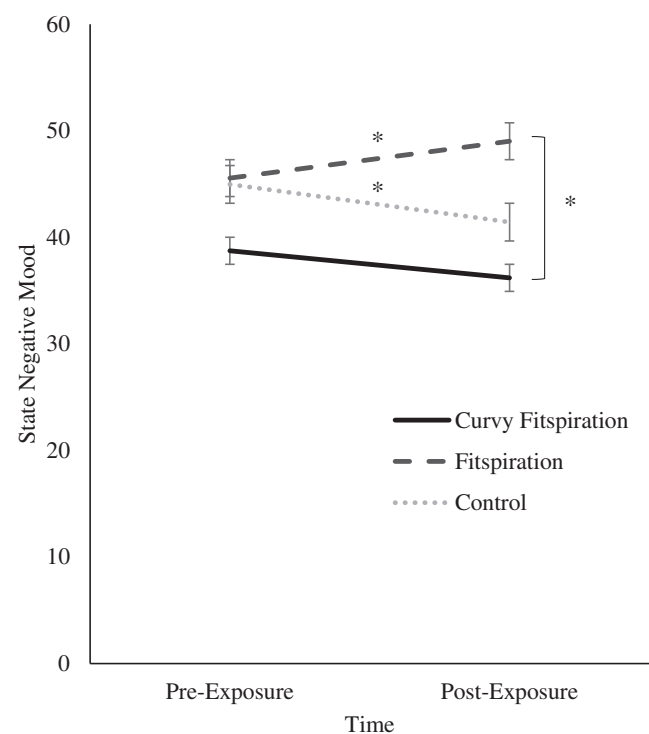 60
50
40
30
20
10
0
State Negative Mood
*
*
*
Curvy Fitspiration
Fitspiration
Control
Pre-Exposure
Post-Exposure
Time